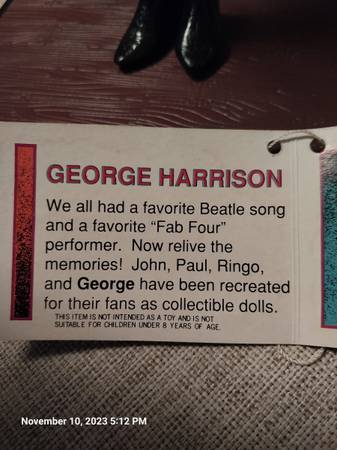 GEORGE HARRISON
We all had a favorite Beatle song
and a favorite “Fab Four”
performer. Now relive the
memories! John, Paul, Ringo,
and George have been recreated
for their fans as collectible dolls.
THIS ITEM IS NOT INTENDED AS A TOY AND IS NOT
SUITABLE FOR CHILDREN UNDER 8 YEARS OF AGE.
November 10, 2023 5:12 PM